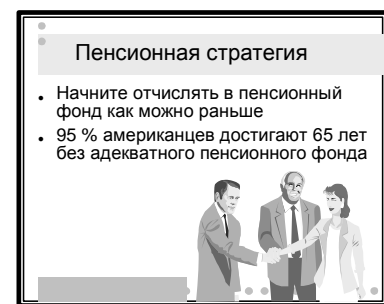 Пенсионная стратегия
• Начните отчислять в пенсионный
фонд как можно раньше
• 95 % американцев достигают 65 лет
без адекватного пенсионного фонда